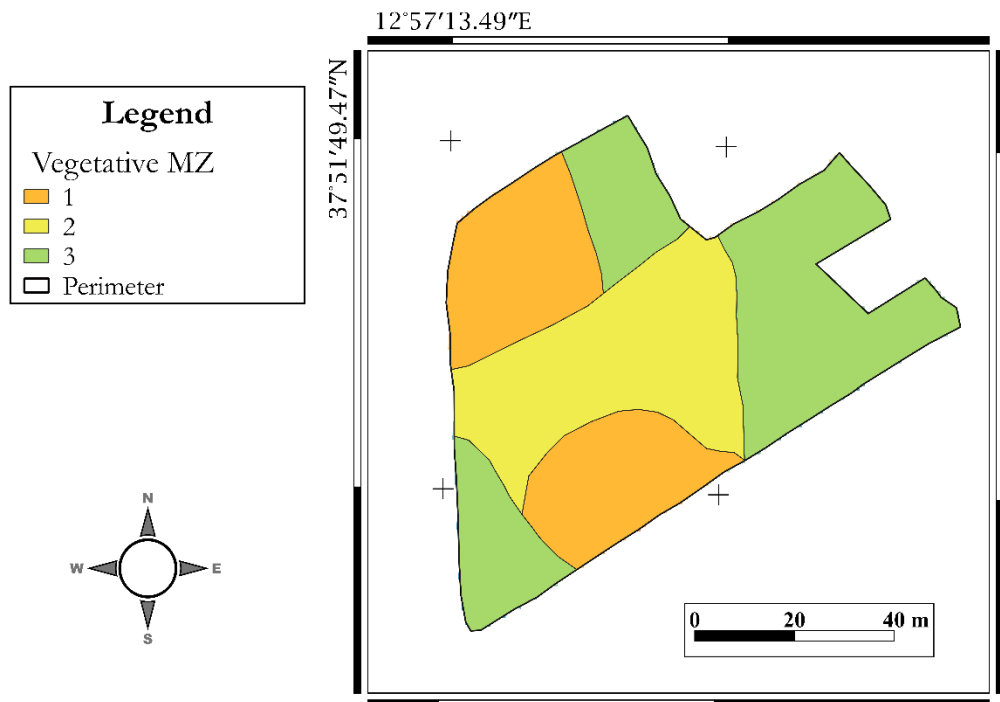 12°57′13.49″E
37°51′49.47″N
Legend
Vegetative MZ
1
2
3
Perimeter
N
W E
S
0 20 40 m